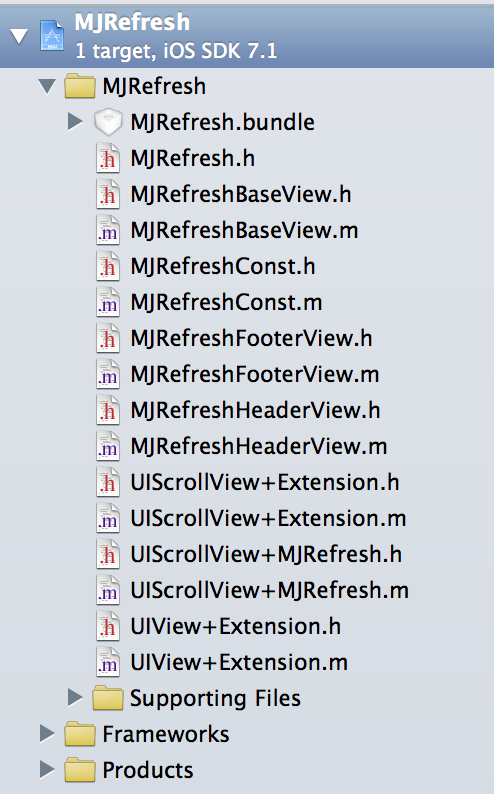 MJRefresh
1 target, iOS SDK 7.1
MJRefresh
MJRefresh.bundle
.h MJRefresh.h
.h MJRefreshBaseView.h
.m MJRefreshBaseView.m
.h MJRefreshConst.h
.m MJRefreshConst.m
.h MJRefreshFooterView.h
.m MJRefreshFooterView.m
.h MJRefreshHeaderView.h
.m MJRefreshHeaderView.m
.h UIScrollView+Extension.h
.m UIScrollView+Extension.m
.h UIScrollView+MJRefresh.h
.m UIScrollView+MJRefresh.m
.h UIView+Extension.h
.m UIView+Extension.m
Supporting Files
Frameworks
Products